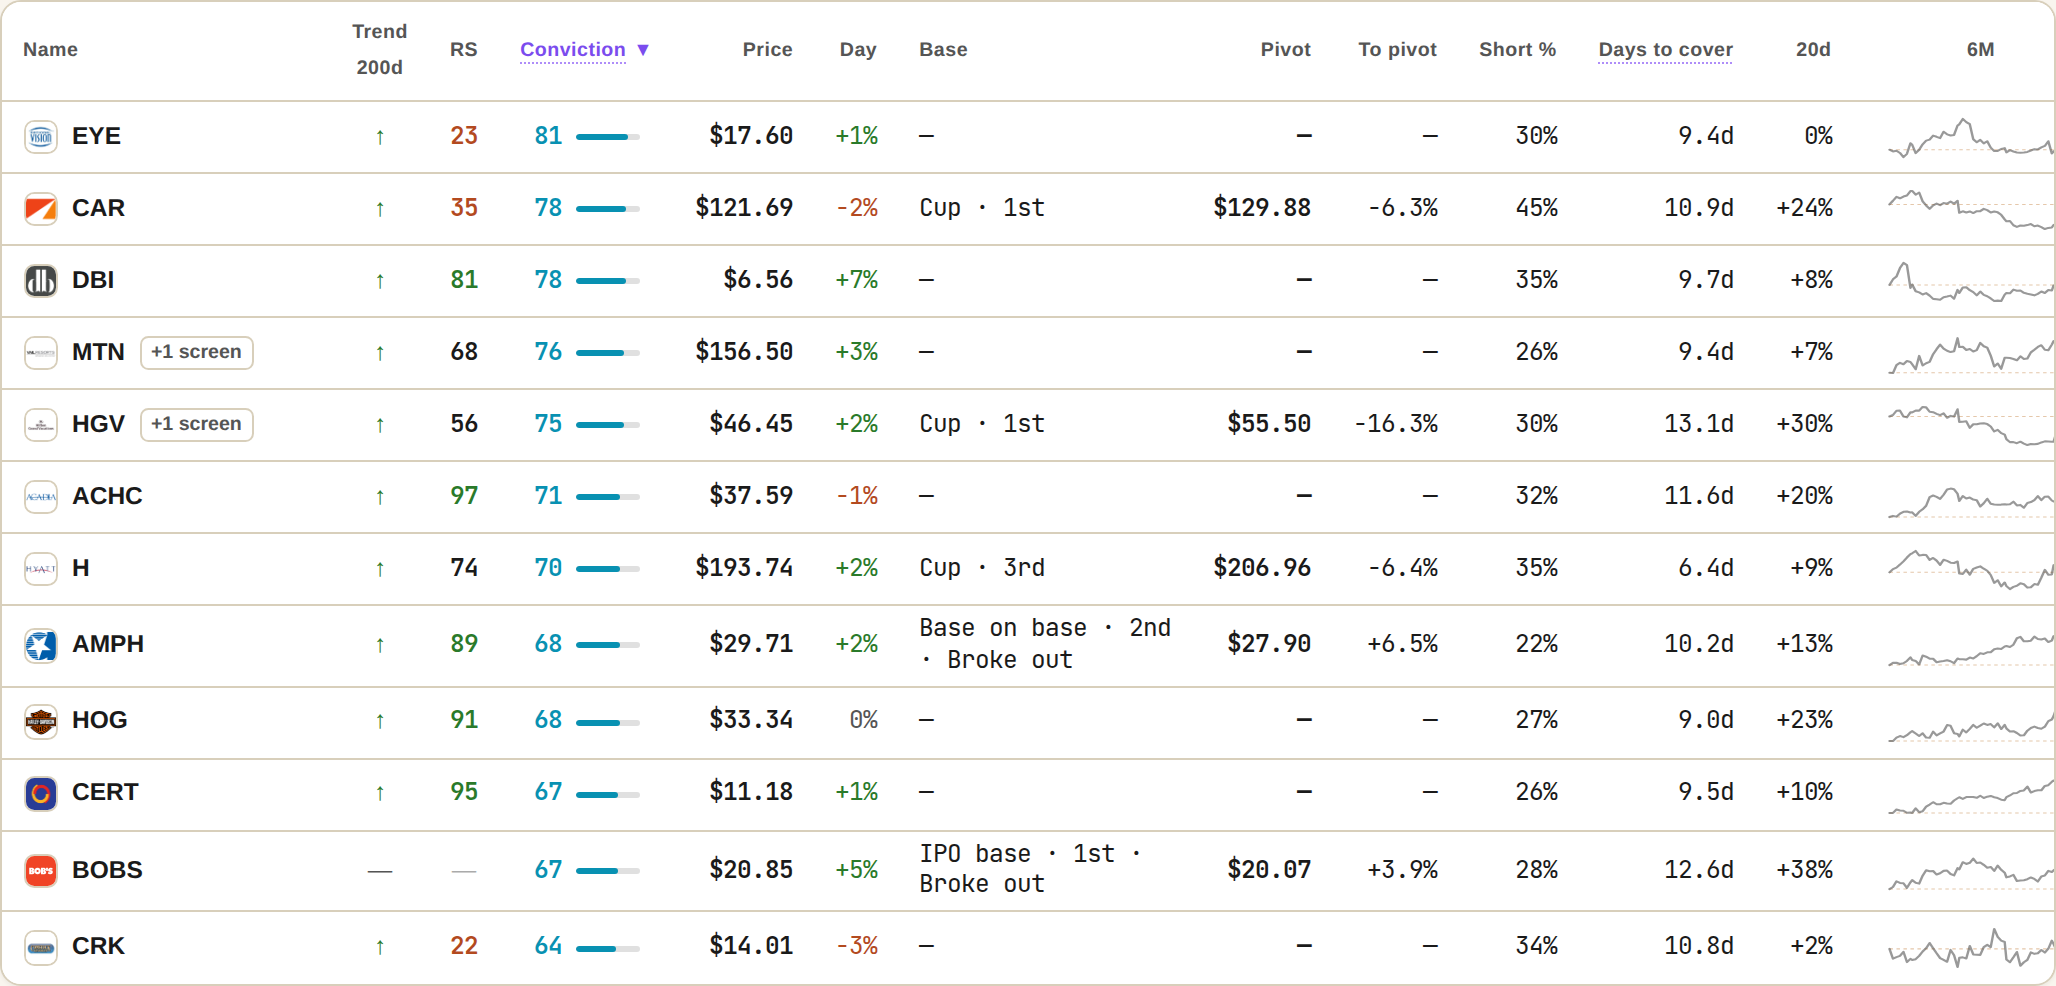 Name Trend 200d RS Conviction ▼ Price Day Base Pivot To pivot Short % Days to cover 20d 6M
EYE ↑ 23 81 $17.60 +1% — — — 30% 9.4d 0%
CAR ↑ 35 78 $121.69 -2% Cup · 1st $129.88 -6.3% 45% 10.9d +24%
DBI ↑ 81 78 $6.56 +7% — — — 35% 9.7d +8%
MTN +1 screen ↑ 68 76 $156.50 +3% — — — 26% 9.4d +7%
HGV +1 screen ↑ 56 75 $46.45 +2% Cup · 1st $55.50 -16.3% 30% 13.1d +30%
ACADIA ACHC ↑ 97 71 $37.59 -1% — — — 32% 11.6d +20%
HYATT H ↑ 74 70 $193.74 +2% Cup · 3rd $206.96 -6.4% 35% 6.4d +9%
AMPH ↑ 89 68 $29.71 +2% Base on base · 2nd · Broke out $27.90 +6.5% 22% 10.2d +13%
HOG ↑ 91 68 $33.34 0% — — — 27% 9.0d +23%
CERT ↑ 95 67 $11.18 +1% — — — 26% 9.5d +10%
BOB'S BOBS — — 67 $20.85 +5% IPO base · 1st · Broke out $20.07 +3.9% 28% 12.6d +38%
CRK ↑ 22 64 $14.01 -3% — — — 34% 10.8d +2%